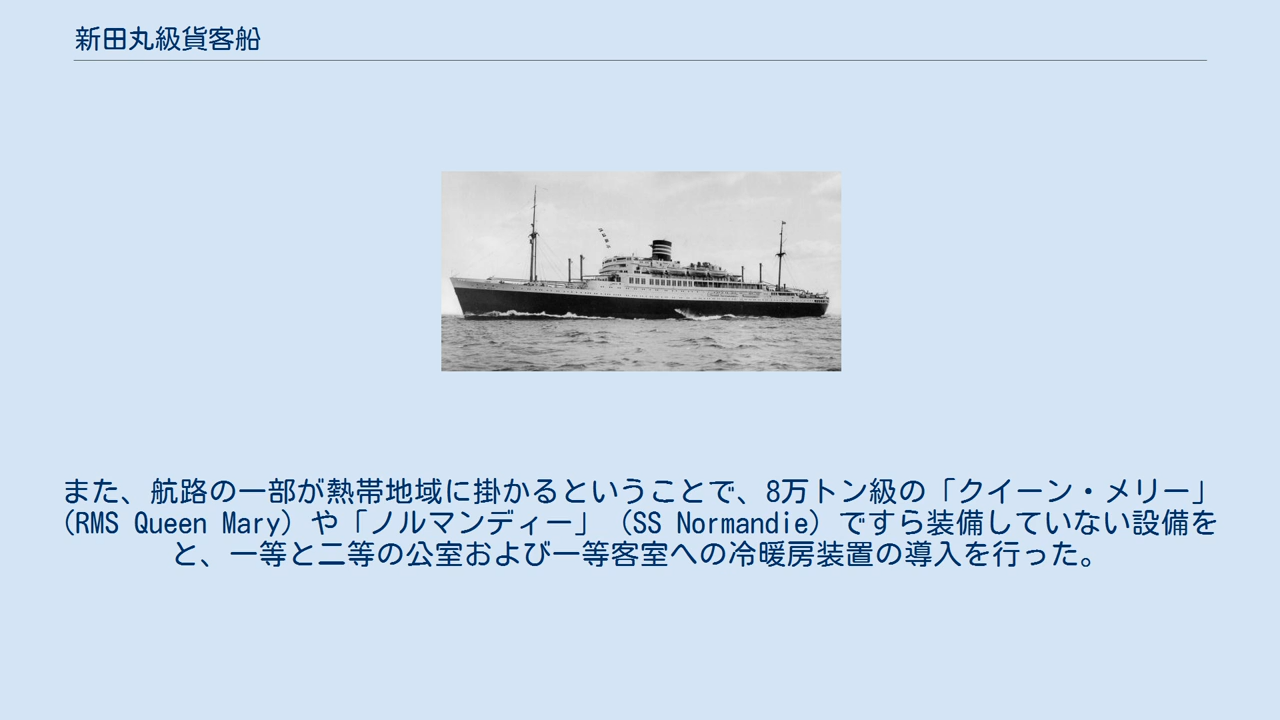 新田丸級貨客船
また、航路の一部が熱帯地域に掛かるということで、8万トン級の「クイーン・メリー」
（RMS Queen Mary）や「ノルマンディー」（SS Normandie）ですら装備していない設備を
と、一等と二等の公室および一等客室への冷暖房装置の導入を行った。